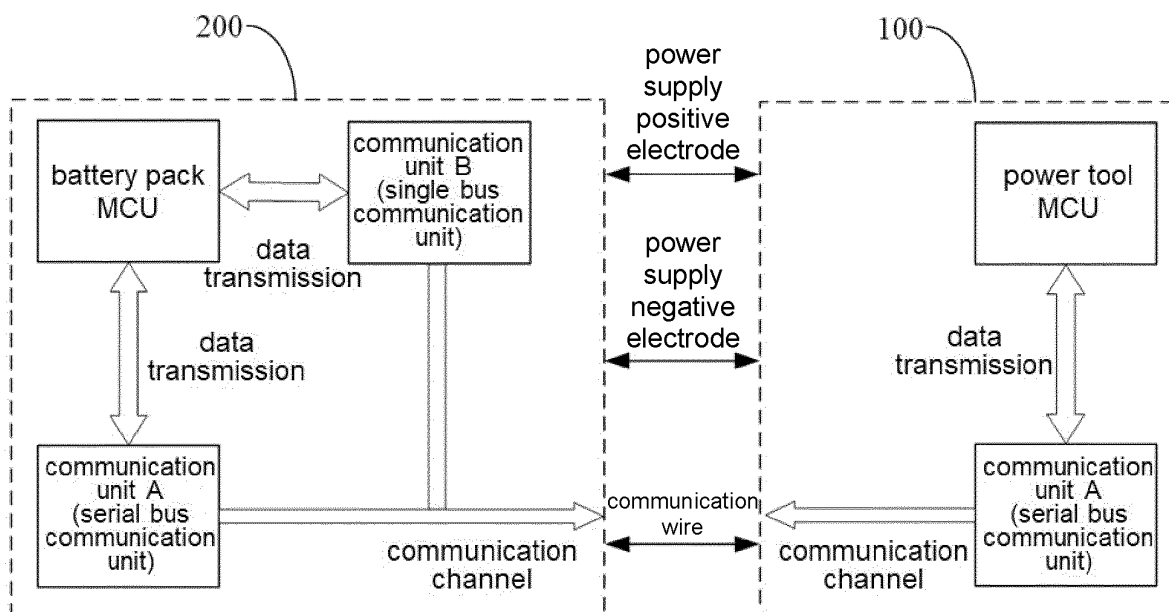 200
100
battery pack
MCU
communication
unit B
(single bus
communication
unit)
data
transmission
data
transmission
communication
unit A
(serial bus
communication
unit)
communication
channel
power
supply
positive
electrode
power
supply
negative
electrode
communication
wire
power tool
MCU
data
transmission
communication
unit A
(serial bus
communication
unit)
communication
channel